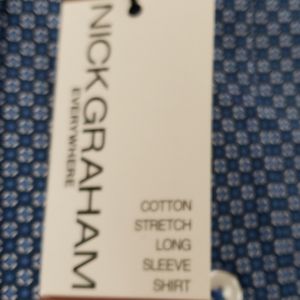 NICK GRAHAM
EVERYWHERE
COTTON
STRETCH
LONG
SLEEVE
SHIRT